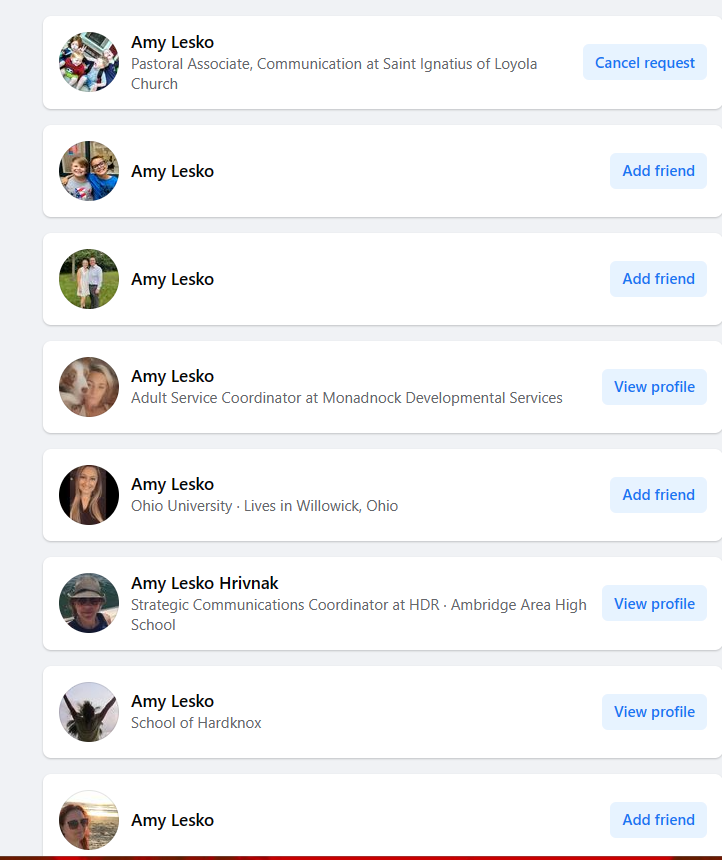 Amy Lesko
Pastoral Associate, Communication at Saint Ignatius of Loyola
Church
Cancel request
Amy Lesko
Add friend
Amy Lesko
Add friend
Amy Lesko
Adult Service Coordinator at Monadnock Developmental Services
View profile
Amy Lesko
Ohio University · Lives in Willowick, Ohio
Add friend
Amy Lesko Hrivnak
Strategic Communications Coordinator at HDR · Ambridge Area High
School
View profile
Amy Lesko
School of Hardknox
View profile
Amy Lesko
Add friend